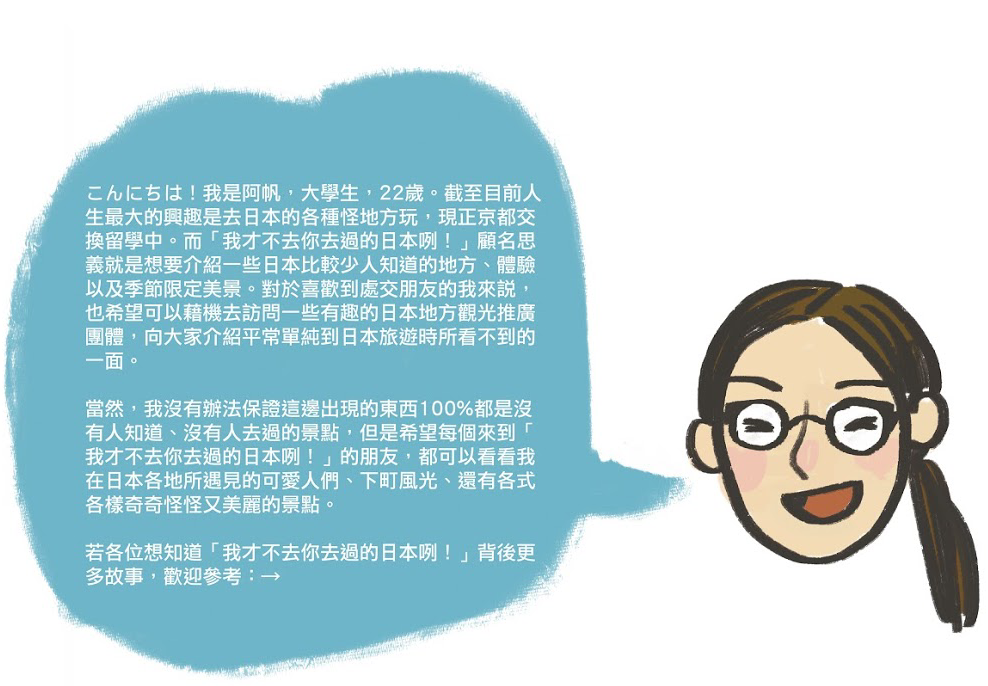 こんにちは！我是阿帆，大學生，22歲。截至目前人
生最大的興趣是去日本的各種怪地方玩，現正京都交
換留學中。而「我才不去你去過的日本咧！」顧名思
義就是想要介紹一些日本比較少人知道的地方、體驗
以及季節限定美景。對於喜歡到處交朋友的我來說，
也希望可以藉機去訪問一些有趣的日本地方觀光推廣
團體，向大家介紹平常單純到日本旅遊時所看不到的
一面。
當然，我沒有辦法保證這邊出現的東西100%都是沒
有人知道、沒有人去過的景點，但是希望每個來到「
我才不去你去過的日本咧！」的朋友，都可以看看我
在日本各地所遇見的可愛人們、下町風光、還有各式
各樣奇奇怪怪又美麗的景點。
若各位想知道「我才不去你去過的日本咧！」背後更
多故事，歡迎參考：→